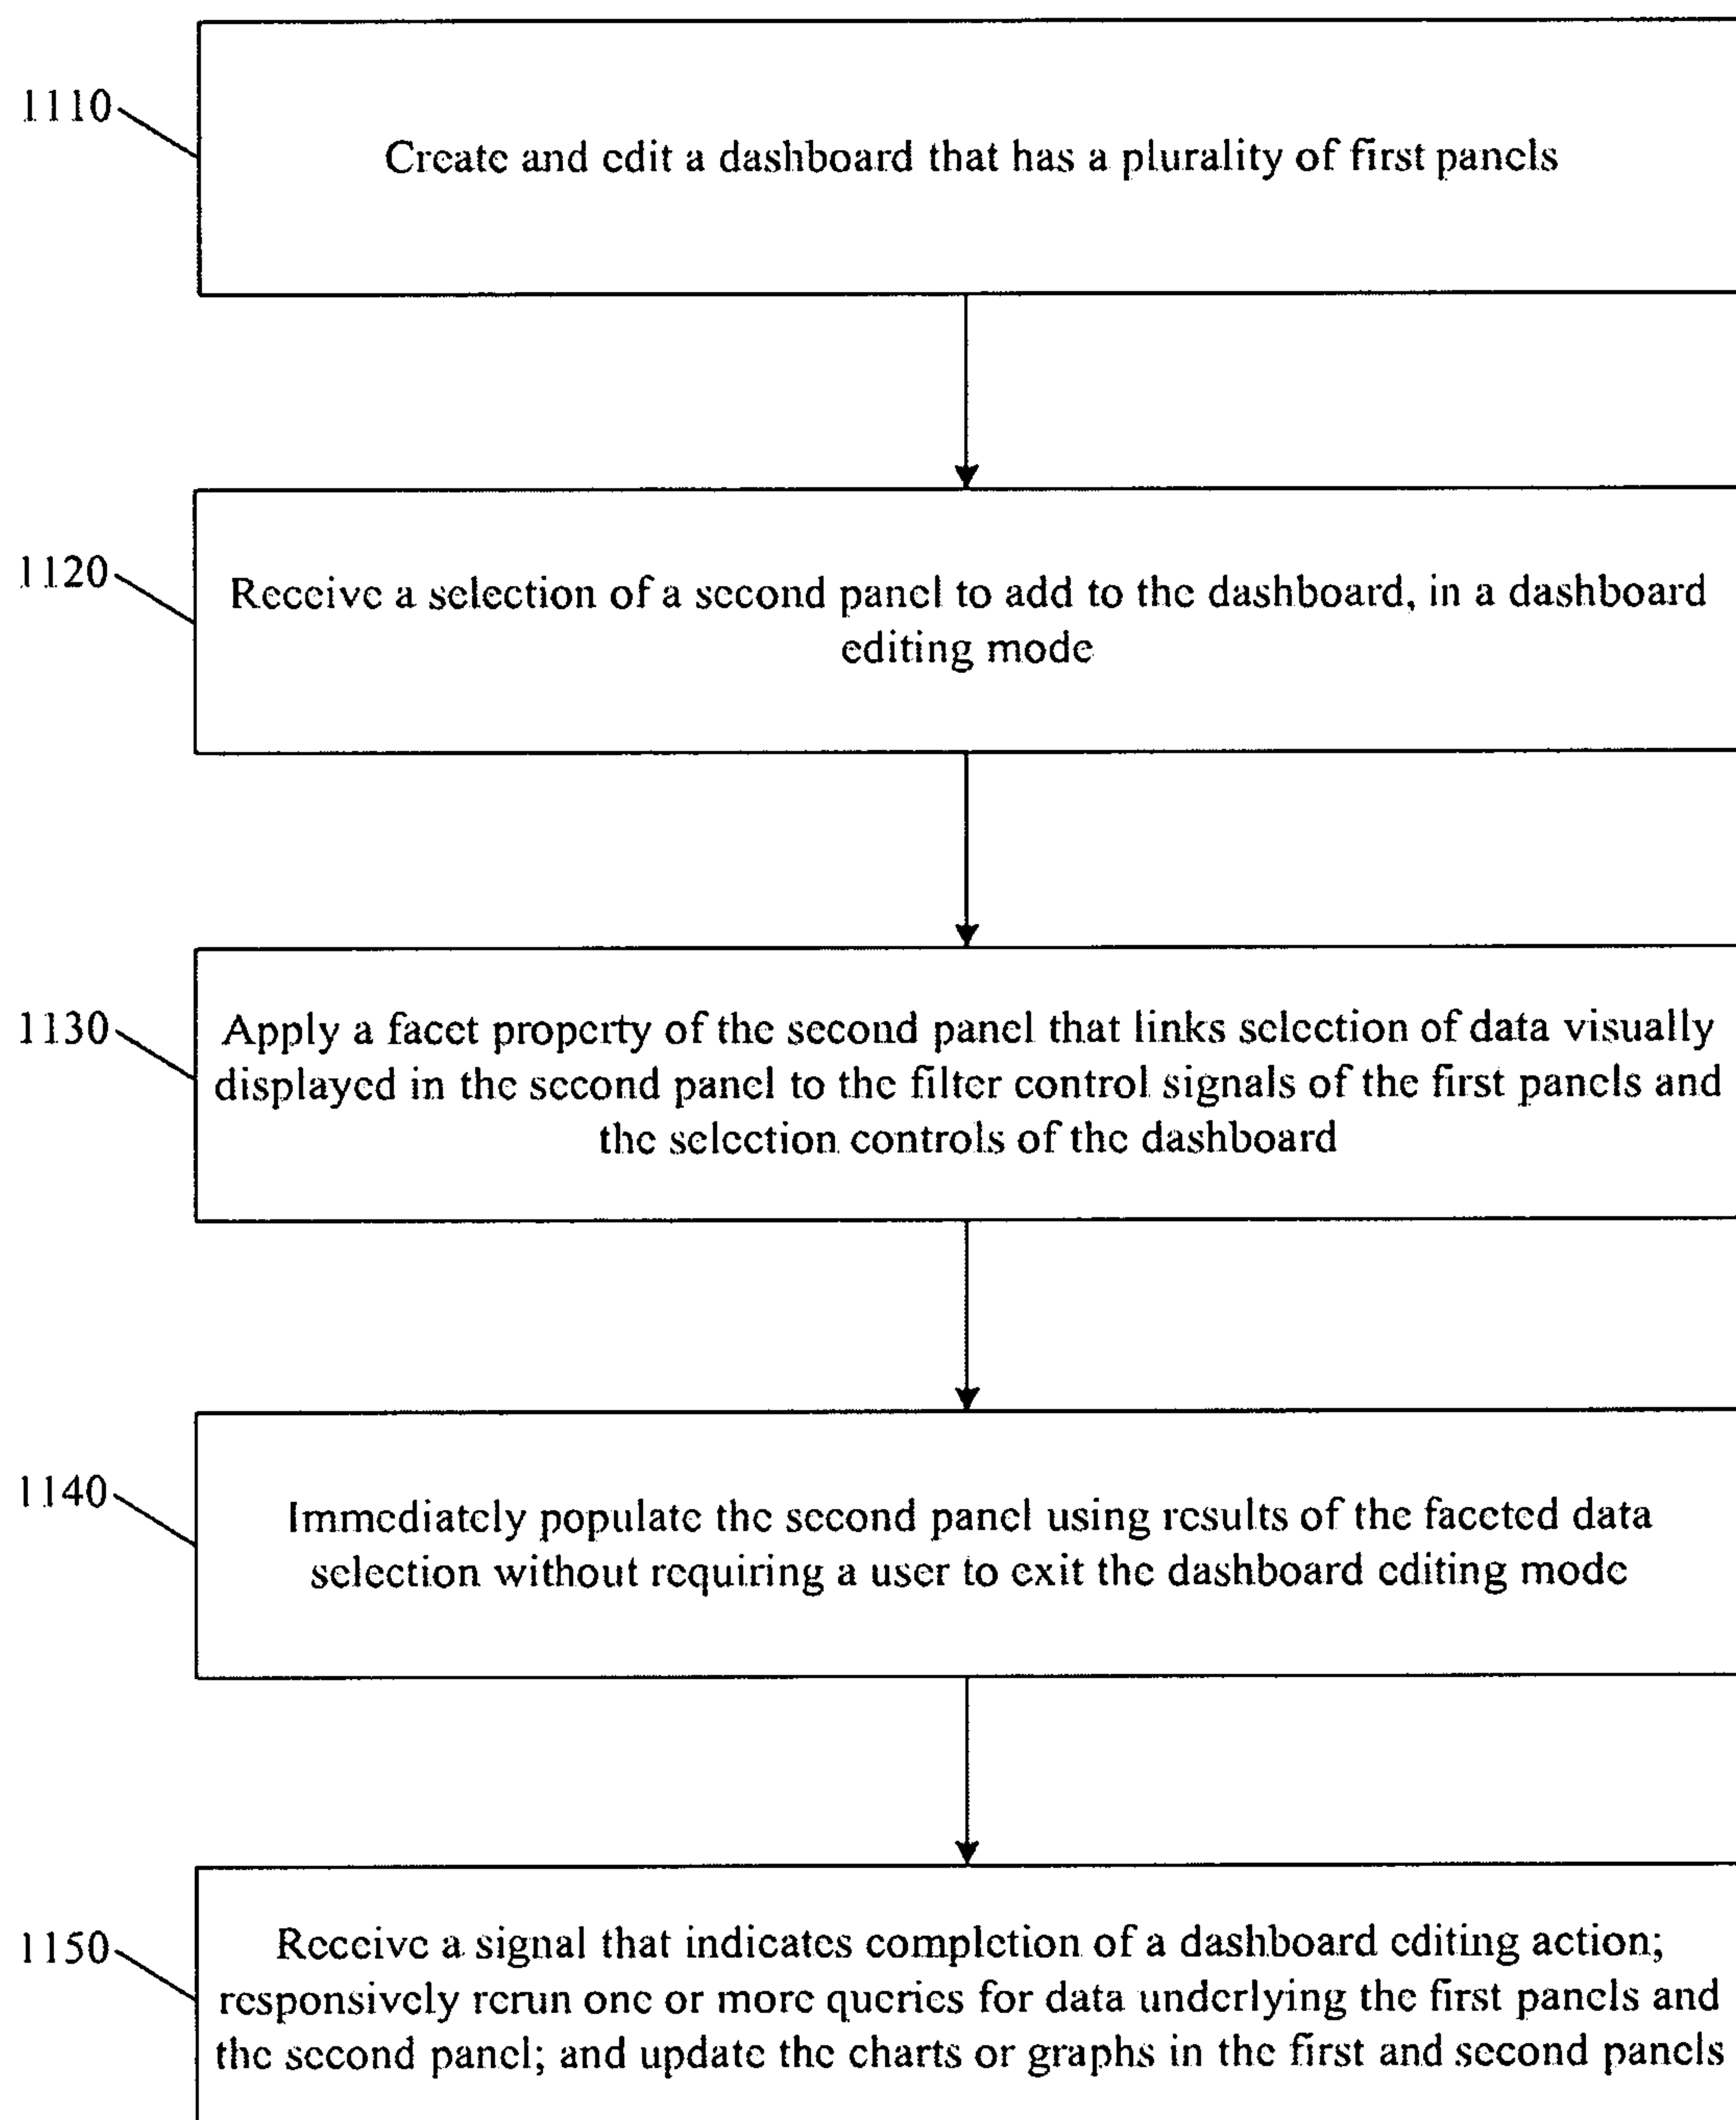 1110
Create and edit a dashboard that has a plurality of first panels
1120
Receive a selection of a second panel to add to the dashboard, in a dashboard
editing mode
1130
Apply a facet property of the second panel that links selection of data visually
displayed in the second panel to the filter control signals of the first panels and
the selection controls of the dashboard
1140
Immediately populate the second panel using results of the faceted data
selection without requiring a user to exit the dashboard editing mode
1150
Receive a signal that indicates completion of a dashboard editing action;
responsively rerun one or more queries for data underlying the first panels and
the second panel; and update the charts or graphs in the first and second panels